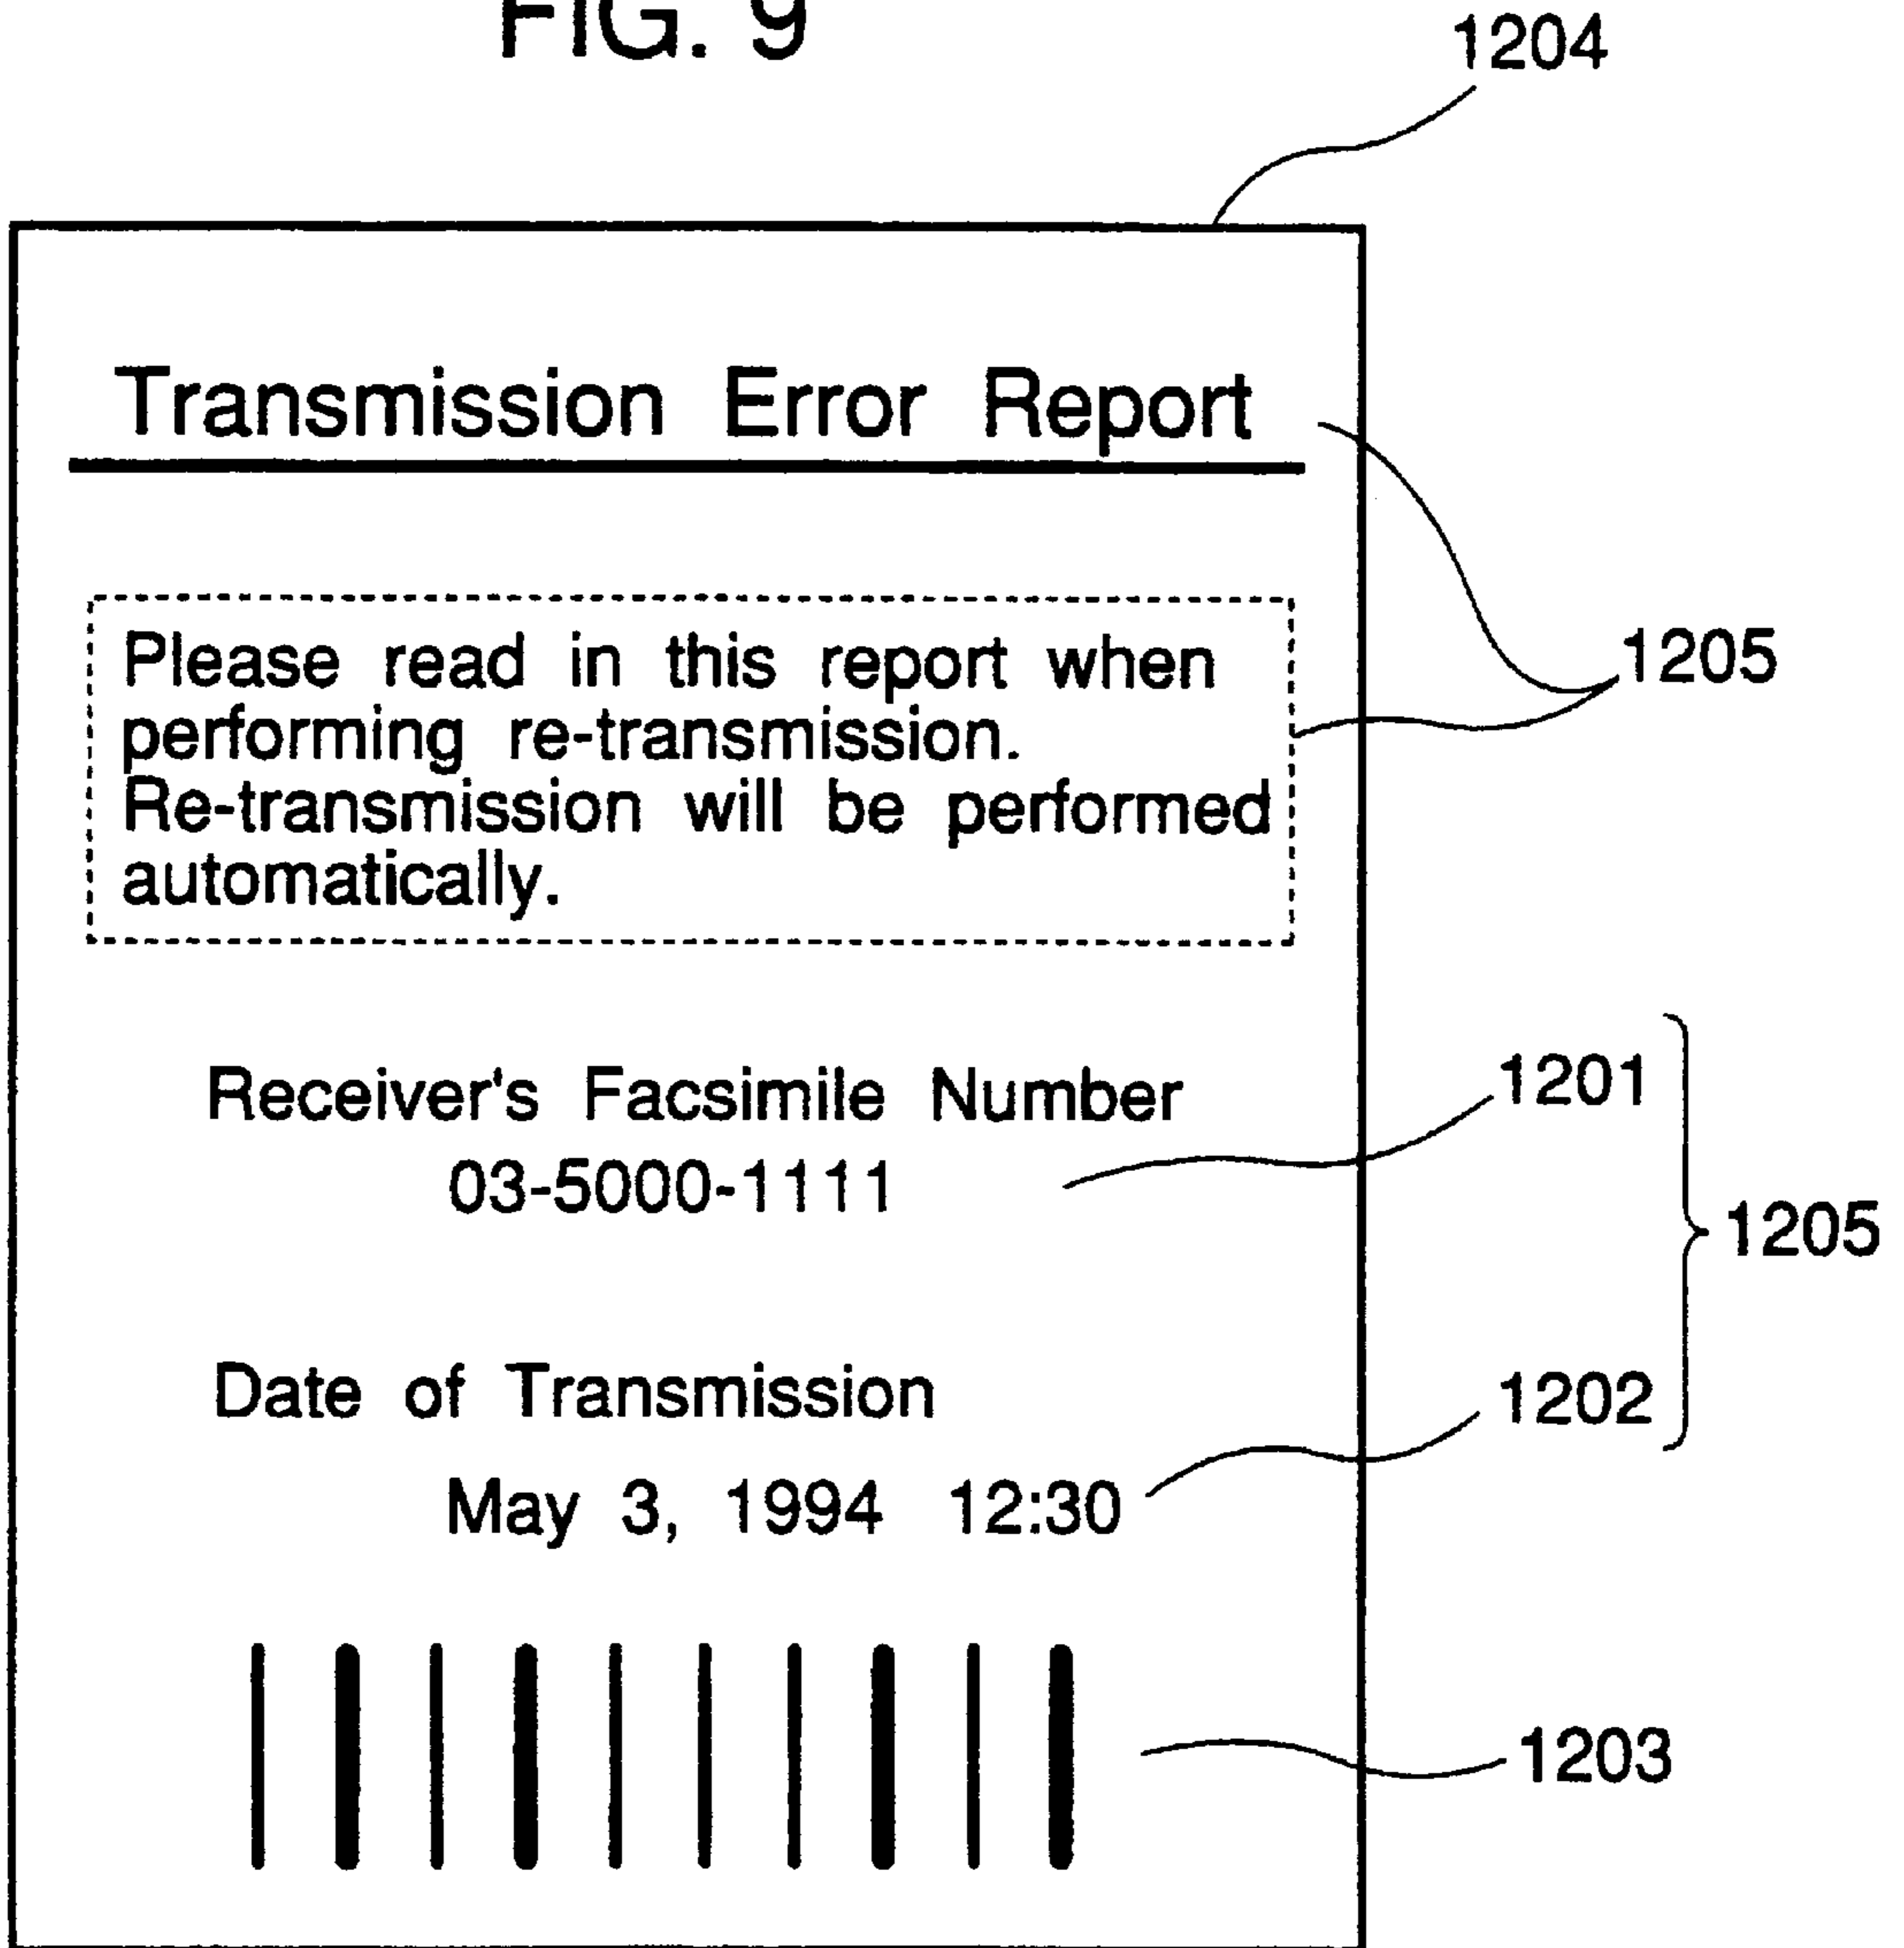 FIG. 9
1204
Transmission Error Report
Please read in this report when
performing re-transmission.
Re-transmission will be performed
automatically.
1205
Receiver's Facsimile Number
1201
03-5000-1111
1205
Date of Transmission
1202
May 3, 1994 12:30
1203